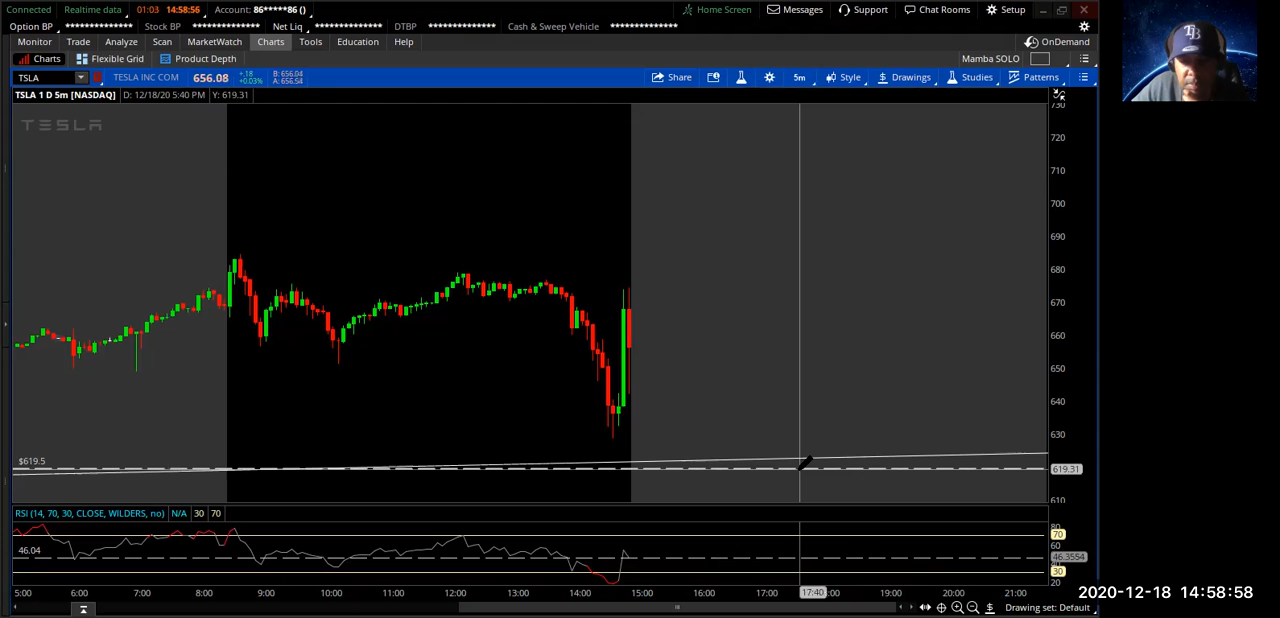 Connected Realtime data 01:03 14:58:56 Account: 86*****86 () Home Screen Messages Support Chat Rooms Setup
Option BP ************** Stock BP ************** Net Liq ************** DTBP ************** Cash & Sweep Vehicle **************
Monitor Trade Analyze Scan MarketWatch Charts Tools Education Help OnDemand
Charts Flexible Grid Product Depth Mamba SOLO
TSLA TESLA INC COM 656.08 +.18 +0.03% B: 656.04 A: 656.54 Share 5m Style Drawings Studies Patterns
TSLA 1 D 5m [NASDAQ] D: 12/18/20 5:40 PM Y: 619.31
TESLA
730
720
710
700
690
680
670
660
650
640
630
$619.5
619.31
610
RSI (14, 70, 30, CLOSE, WILDERS, no) N/A 30 70
80
70
60
46.04
46.3554
30
20
5:00 6:00 7:00 8:00 9:00 10:00 11:00 12:00 13:00 14:00 15:00 16:00 17:00 17:40 :00 19:00 20:00 21:00
Drawing set: Default
2020-12-18 14:58:58
TB